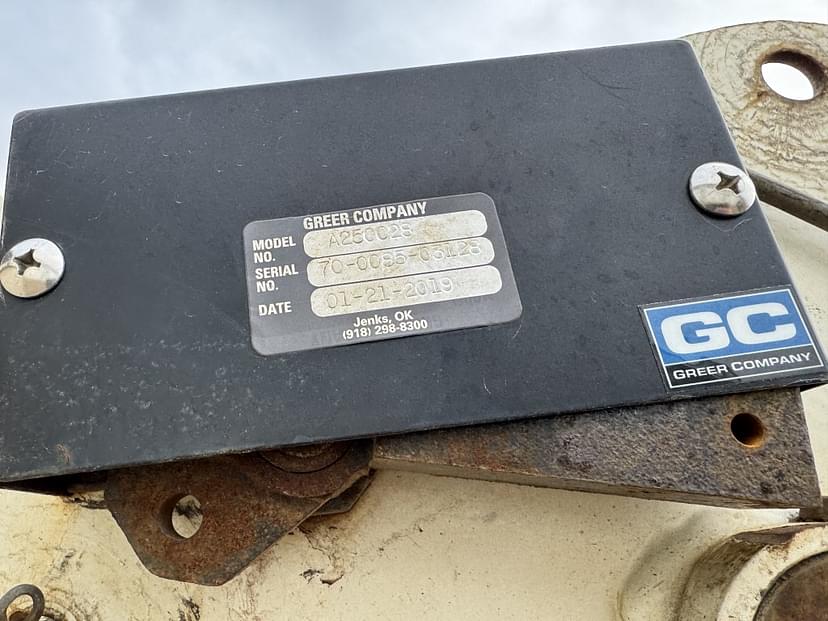 GREER COMPANY
MODEL NO. A250028
SERIAL NO. 70-0085-05128
DATE 01-21-2019
Jenks, OK
(918) 298-8300
GC
GREER COMPANY